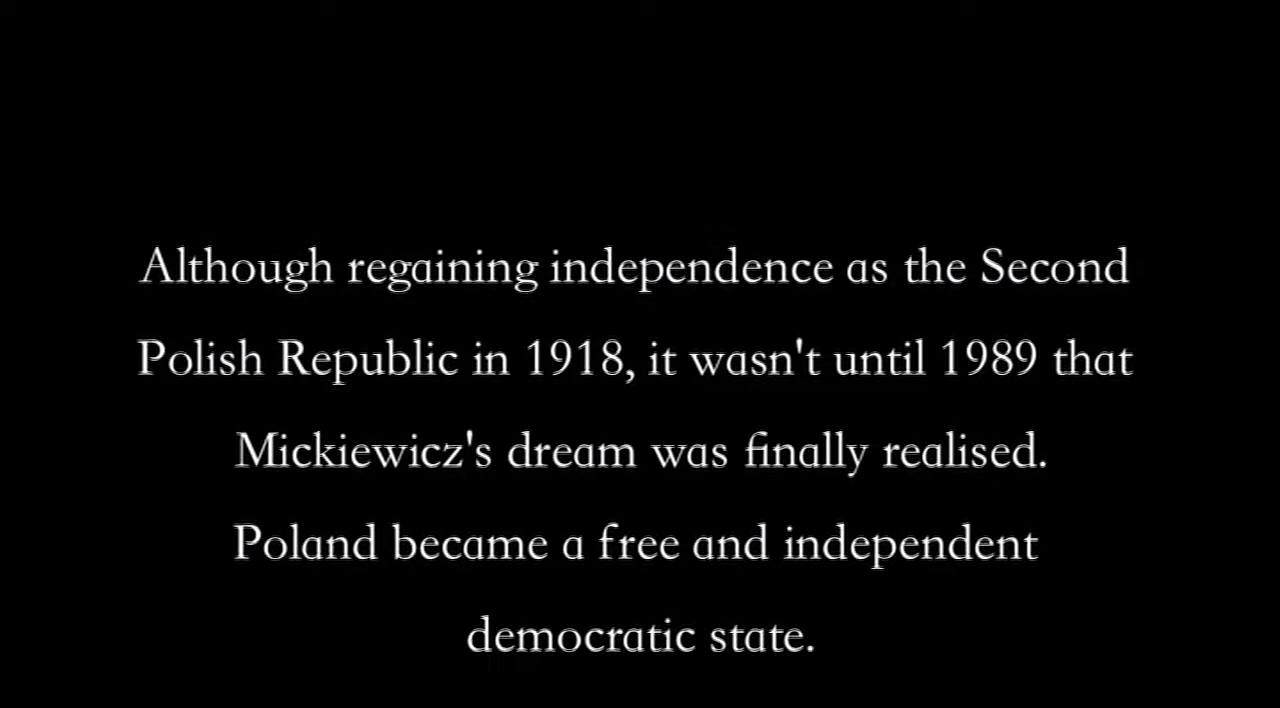 Although regaining independence as the Second
Polish Republic in 1918, it wasn't until 1989 that
Mickiewicz's dream was finally realised.
Poland became a free and independent
democratic state.